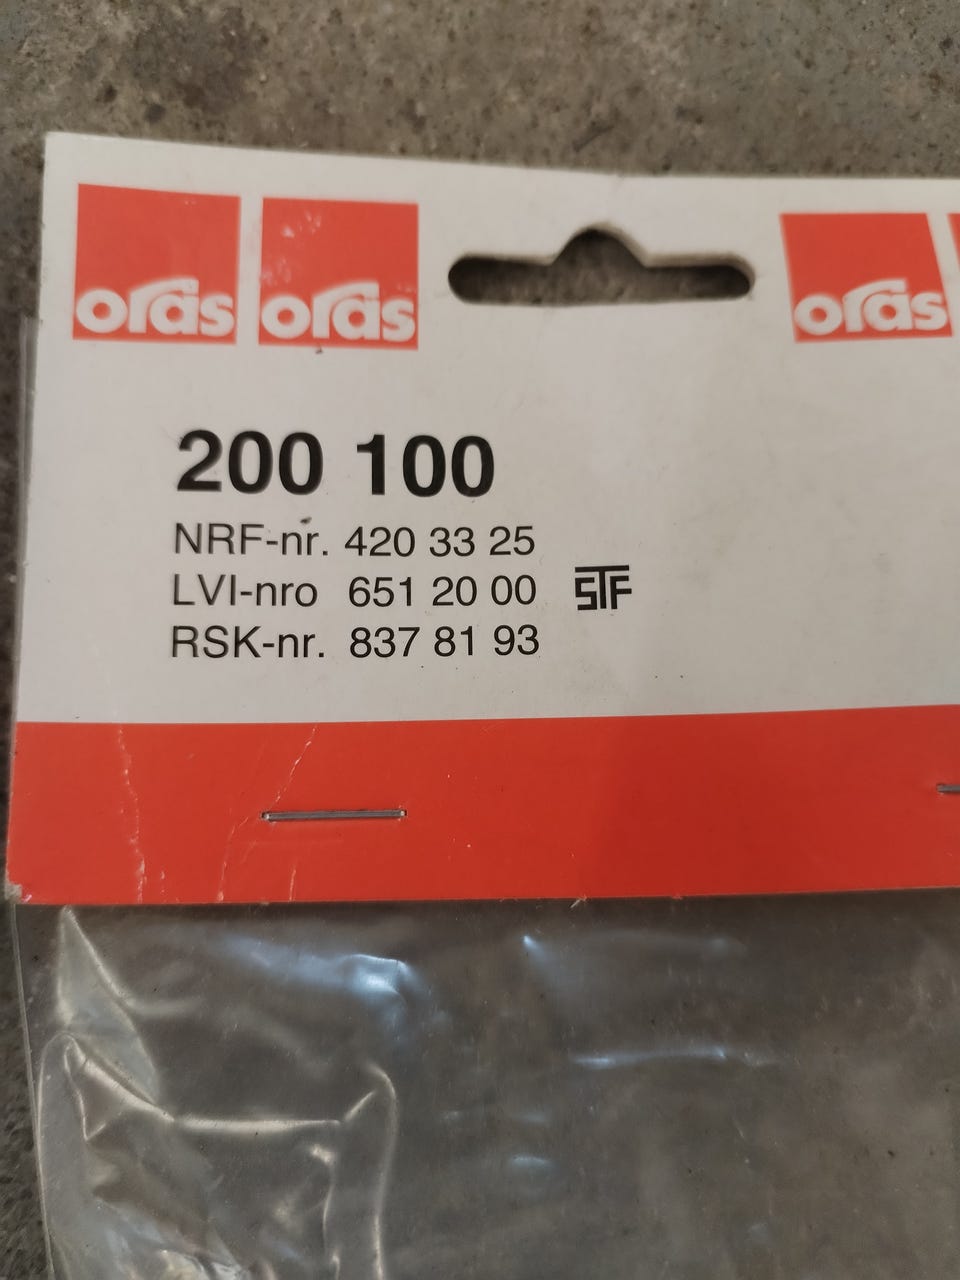 oras oras oras
200 100
NRF-nr. 420 33 25
LVI-nro 651 20 00 STF
RSK-nr. 837 81 93